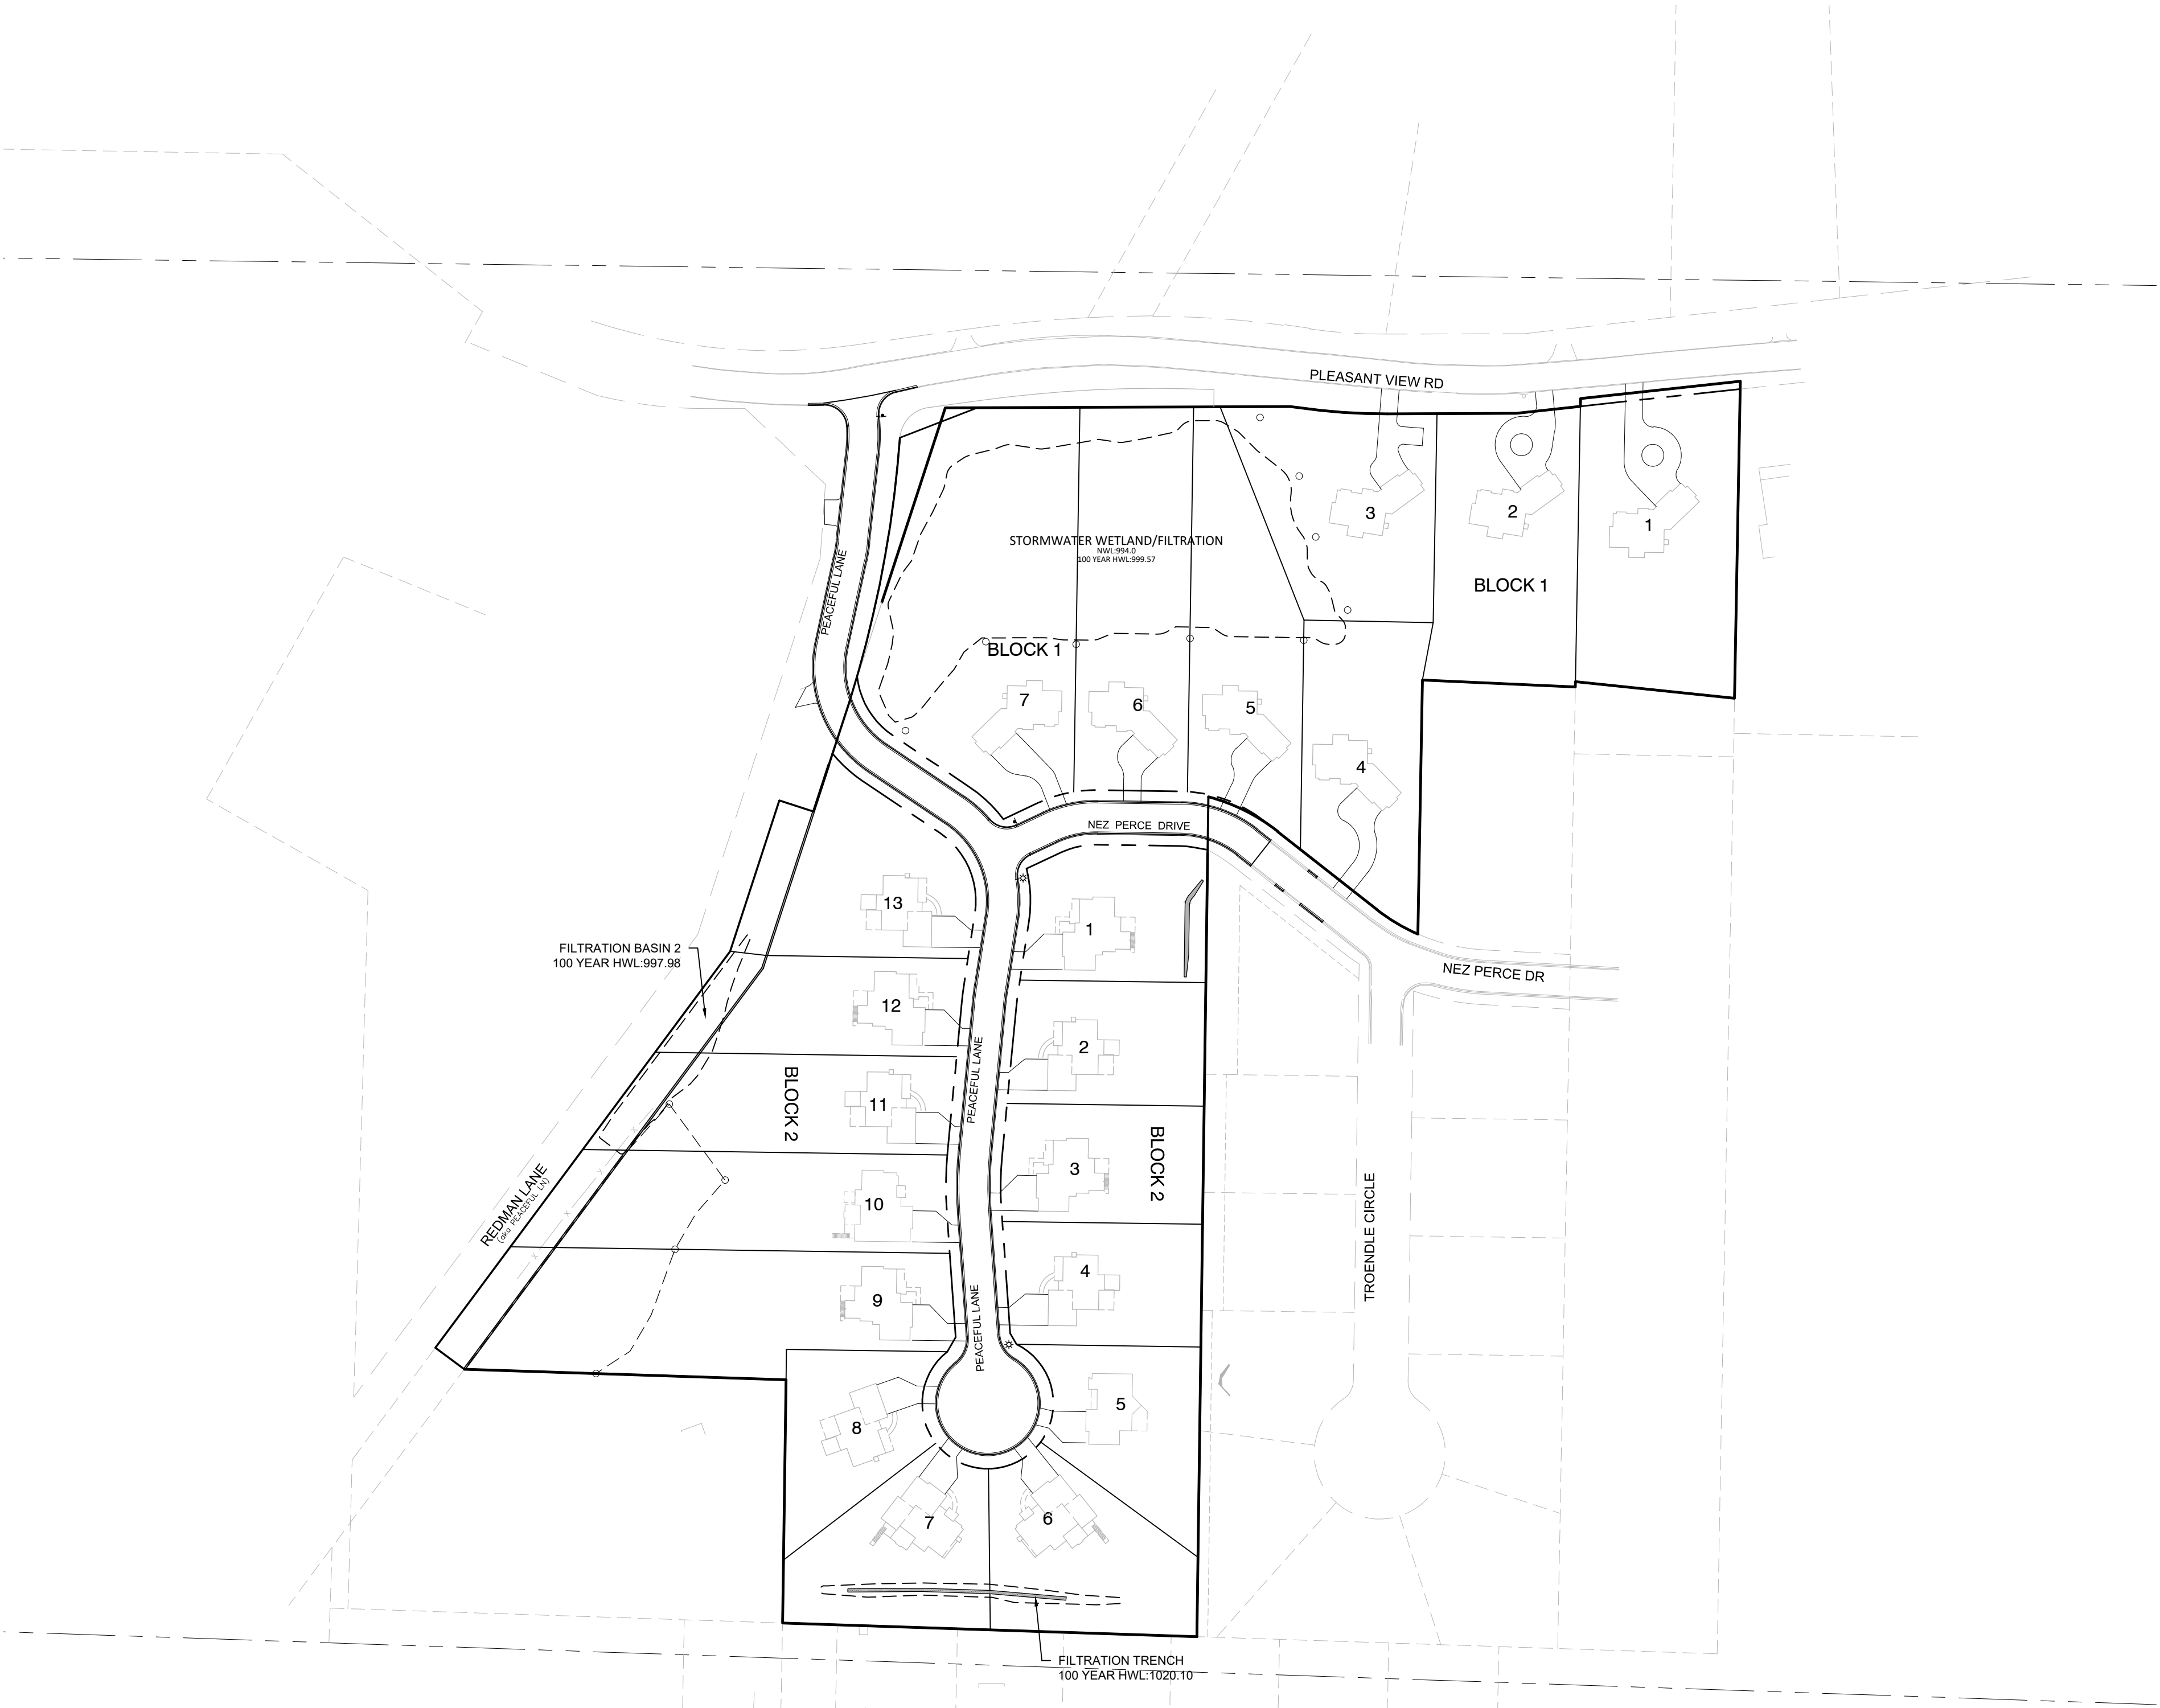 PLEASANT VIEW RD
3
2
1
STORMWATER WETLAND/FILTRATION
NWL:994.0
100 YEAR HWL:999.57
BLOCK 1
PEACEFUL LANE
BLOCK 1
7
6
5
4
NEZ PERCE DRIVE
13
1
FILTRATION BASIN 2
100 YEAR HWL:997.98
NEZ PERCE DR
12
2
PEACEFUL LANE
BLOCK 2
11
3
BLOCK 2
10
REDMAN LANE
(aka PEACEFUL LN)
TROENDLE CIRCLE
4
9
PEACEFUL LANE
5
8
7
6
FILTRATION TRENCH
100 YEAR HWL:1020.10